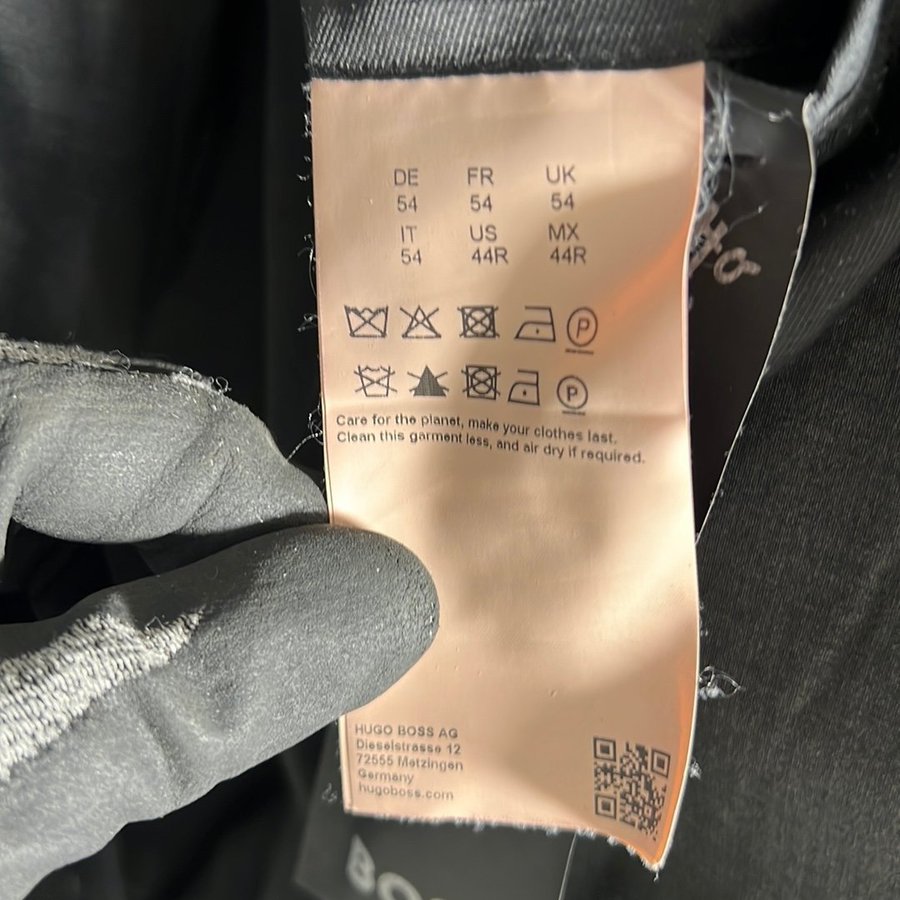 DE FR UK
54 54 54
IT US MX
54 44R 44R
P
P
Care for the planet, make your clothes last.
Clean this garment less, and air dry if required.
HUGO BOSS AG
Dieselstrasse 12
72555 Metzingen
Germany
hugoboss.com